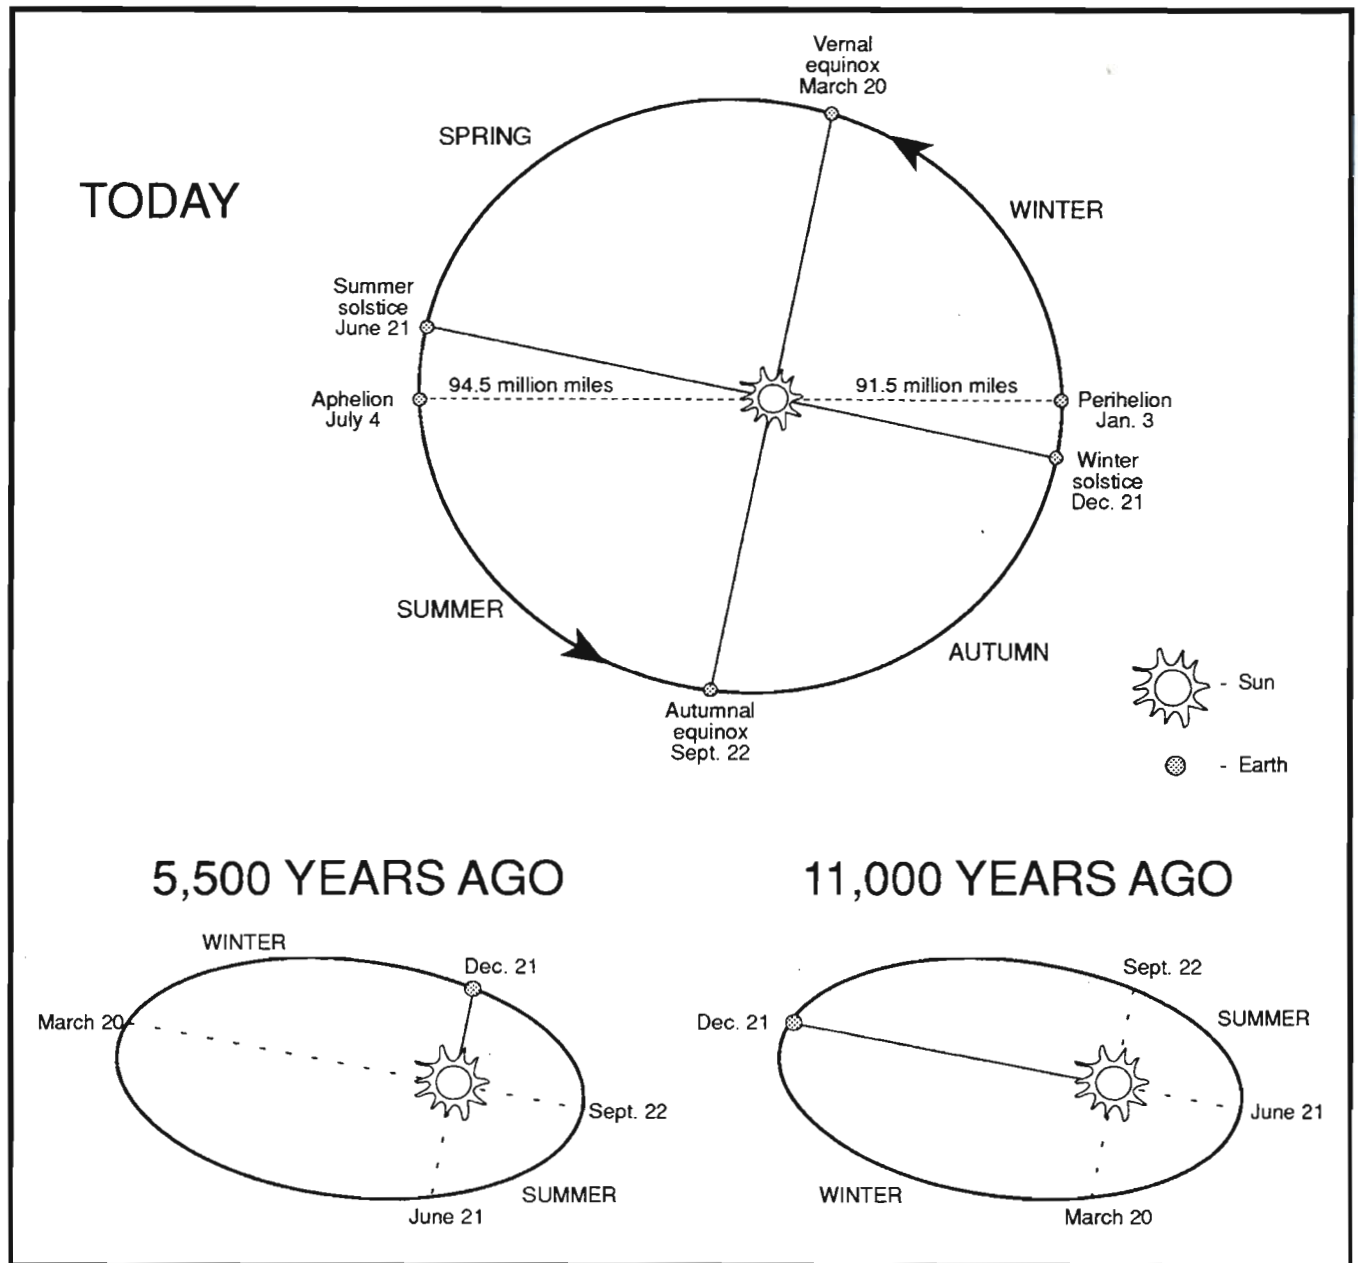 Vernal
equinox
March 20
SPRING
TODAY
WINTER
Summer
solstice
June 21
94.5 million miles
91.5 million miles
Aphelion
July 4
Perihelion
Jan. 3
Winter
solstice
Dec. 21
SUMMER
AUTUMN
Autumnal
equinox
Sept. 22
- Sun
- Earth
5,500 YEARS AGO
WINTER
Dec. 21
March 20
Sept. 22
SUMMER
June 21
11,000 YEARS AGO
Sept. 22
Dec. 21
SUMMER
June 21
WINTER
March 20